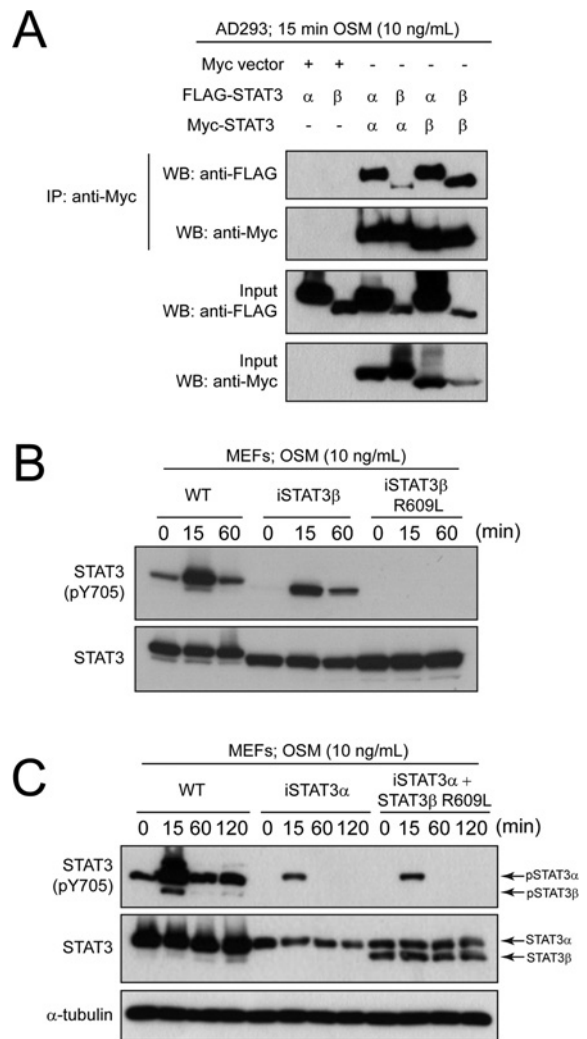 A
AD293; 15 min OSM (10 ng/mL)
Myc vector + + - - - -
FLAG-STAT3 α β α β α β
Myc-STAT3 - - α α β β
IP: anti-Myc
WB: anti-FLAG
WB: anti-Myc
Input
WB: anti-FLAG
Input
WB: anti-Myc
B
MEFs; OSM (10 ng/mL)
WT iSTAT3β iSTAT3β
R609L
0 15 60 0 15 60 0 15 60 (min)
STAT3
(pY705)
STAT3
C
MEFs; OSM (10 ng/mL)
WT iSTAT3α iSTAT3α +
STAT3β R609L
0 15 60 120 0 15 60 120 0 15 60 120 (min)
STAT3
(pY705)
pSTAT3α
pSTAT3β
STAT3
STAT3α
STAT3β
α-tubulin